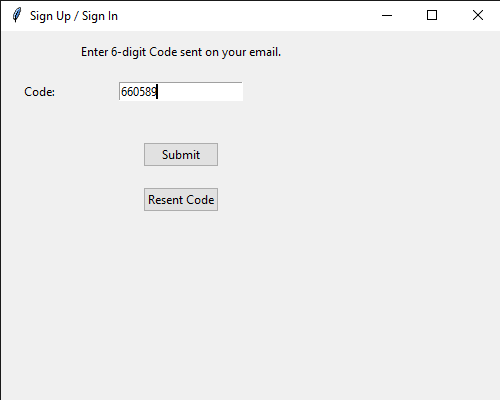 Sign Up / Sign In
Enter 6-digit Code sent on your email.
Code: 660589
Submit
Resent Code